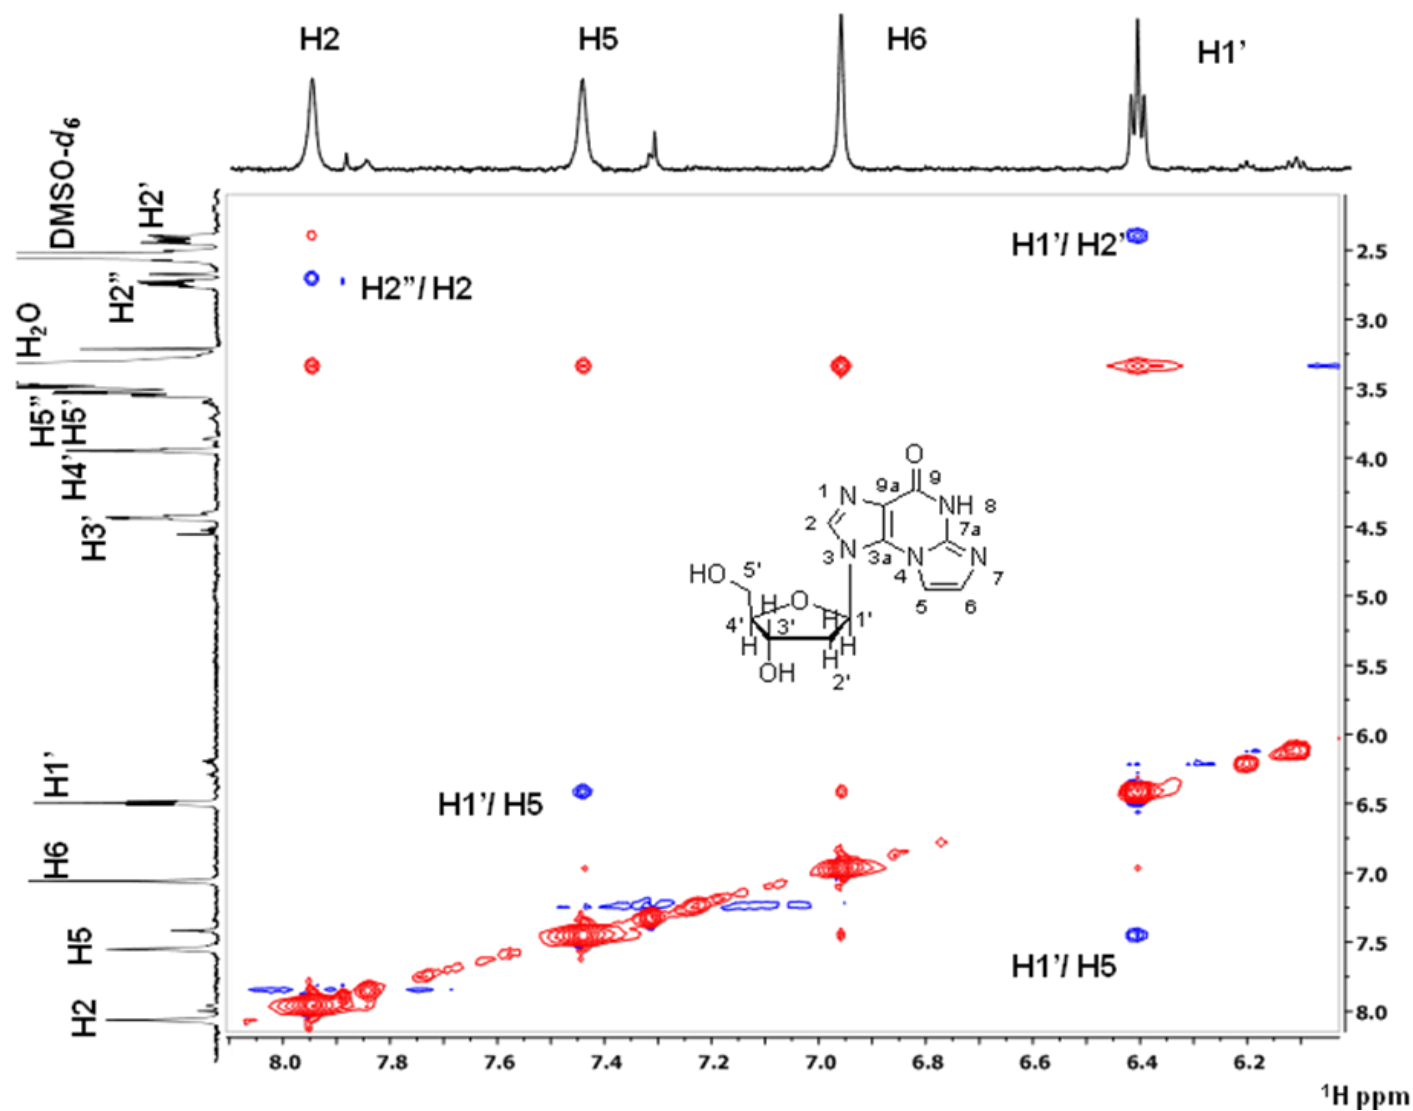 H2
H5
H6
H1’
DMSO-d6
H2’
H2’’
H2O
H5’’
H5’
H4’
H3’
H1’
H6
H5
H2
H1’/ H2’
H2’’/ H2
H1’/ H5
H1’/ H5
O
9
9a
1
N
NH
8
2
7a
N
3
3a
N
4
N
7
5
6
HO
5'
H
O
H
1'
4'
3'
H
H
H
OH
2'
2.5
3.0
3.5
4.0
4.5
5.0
5.5
6.0
6.5
7.0
7.5
8.0
8.0 7.8 7.6 7.4 7.2 7.0 6.8 6.6 6.4 6.2
1H ppm